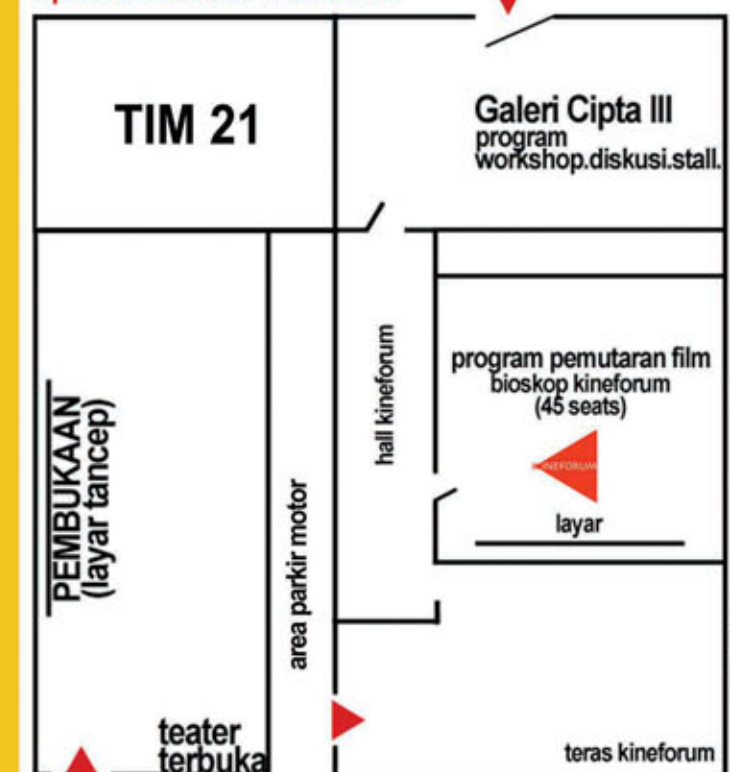 TIM 21
Galeri Cipta III
program
workshop.diskusi.stall.
PEMBUKAAN
(layar tancep)
area parkir motor
hall kineforum
program pemutaran film
bioskop kineforum
(45 seats)
KINEFORUM
layar
teater
terbuka
teras kineforum